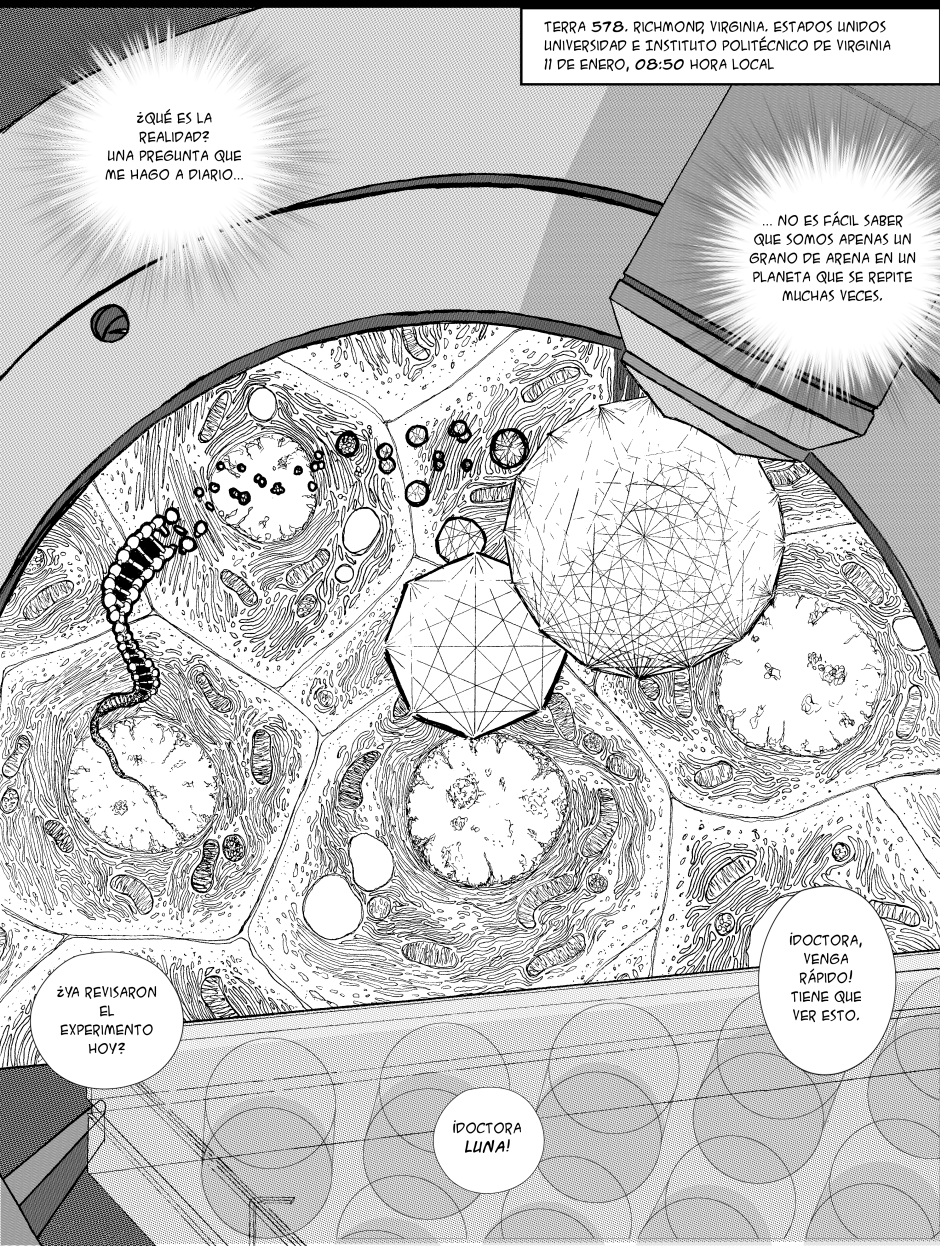 TERRA 578. RICHMOND, VIRGINIA. ESTADOS UNIDOS
UNIVERSIDAD E INSTITUTO POLITÉCNICO DE VIRGINIA
11 DE ENERO, 08:50 HORA LOCAL
¿QUÉ ES LA
REALIDAD?
UNA PREGUNTA QUE
ME HAGO A DIARIO...
... NO ES FÁCIL SABER
QUE SOMOS APENAS UN
GRANO DE ARENA EN UN
PLANETA QUE SE REPITE
MUCHAS VECES.
¿YA REVISARON
EL
EXPERIMENTO
HOY?
¡DOCTORA,
VENGA
RÁPIDO!
TIENE QUE
VER ESTO.
¡DOCTORA
LUNA!